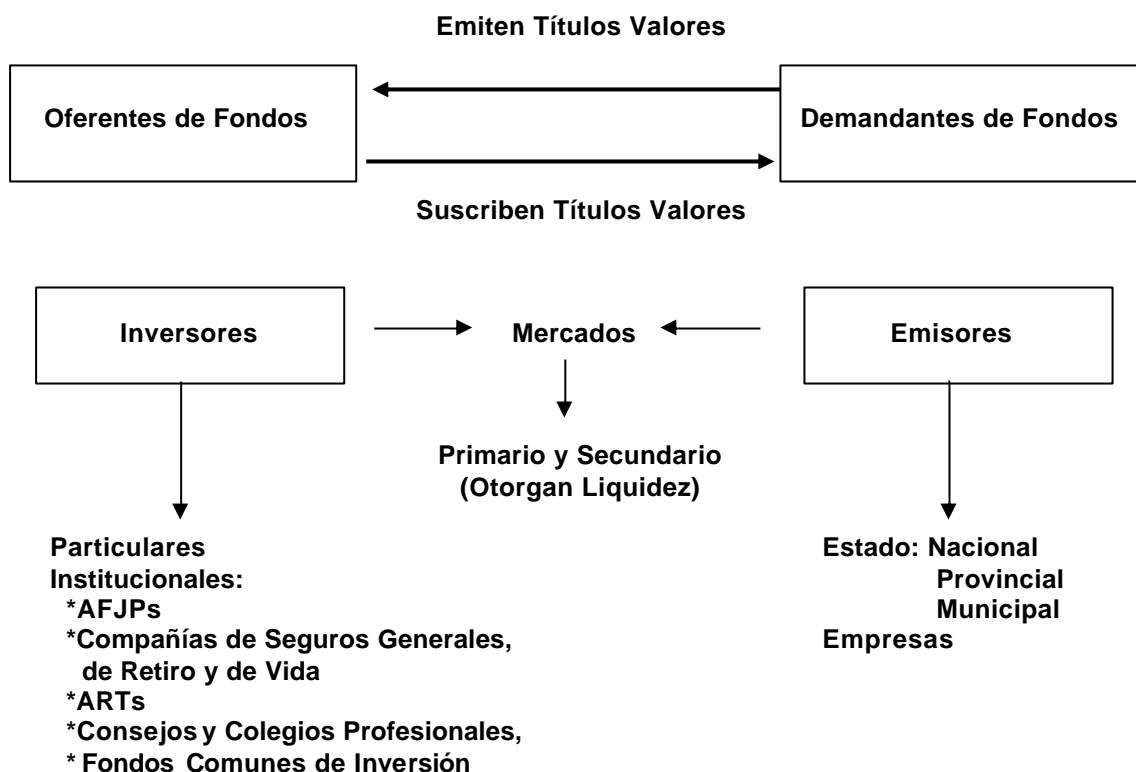 Emiten Títulos Valores
Oferentes de Fondos
Demandantes de Fondos
Suscriben Títulos Valores
Inversores
Mercados
Emisores
Primario y Secundario
(Otorgan Liquidez)
Particulares
Institucionales:
*AFJPs
*Compañías de Seguros Generales,
de Retiro y de Vida
*ARTs
*Consejos y Colegios Profesionales,
* Fondos Comunes de Inversión
Estado: Nacional
Provincial
Municipal
Empresas